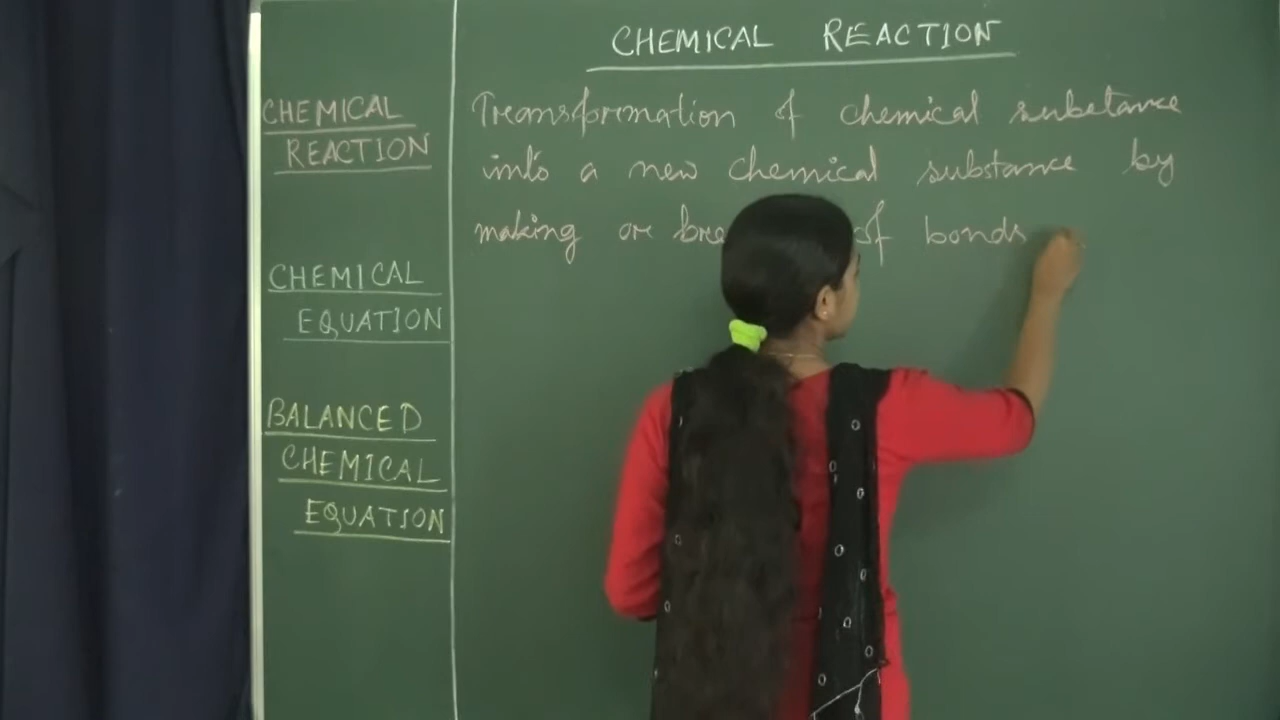 CHEMICAL REACTION
CHEMICAL
REACTION
CHEMICAL
EQUATION
BALANCED
CHEMICAL
EQUATION
Transformation of chemical substance
into a new chemical substance by
making or of bonds